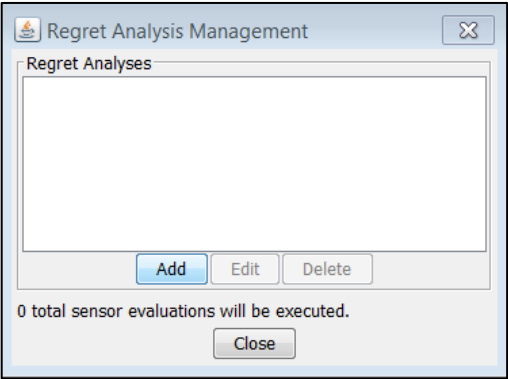 Regret Analysis Management
Regret Analyses
Add Edit Delete
0 total sensor evaluations will be executed.
Close